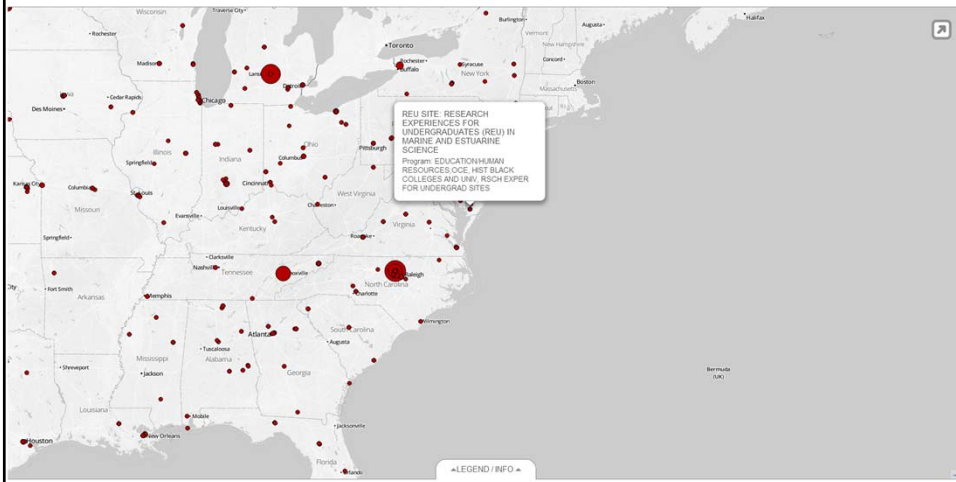 Wisconsin
Traverse City
Rochester
Madison
Toronto
Rochester
Buffalo
Syracuse
New York
Burlington
Vermont
New Hampshire
Augusta
Concord
Massachusetts
Boston
Halifax
Lans
Detroit
Iowa
Cedar Rapids
Des Moines
Chicago
REU SITE: RESEARCH
EXPERIENCES FOR
UNDERGRADUATES (REU) IN
MARINE AND ESTUARINE
SCIENCE
Program: EDUCATION/HUMAN
RESOURCES,OCE, HIST BLACK
COLLEGES AND UNIV, RSCH EXPER
FOR UNDERGRAD SITES
Illinois
Indiana
Ohio
Columbus
Pittsburgh
Springfield
Kansas City
Columbia
St. Louis
Cincinnati
West Virginia
Charleston
Missouri
Evansville
Louisville
Kentucky
Virginia
Roanoke
Springfield
Clarksville
Nashville
Tennessee
oxville
Raleigh
North Carolina
Charlotte
City
Fort Smith
Arkansas
Memphis
Wilmington
Atlanta
South Carolina
Augusta
Tuscaloosa
Mississippi
Alabama
Georgia
Shreveport
Jackson
Bermuda
(UK)
Louisiana
Mobile
Jacksonville
New Orleans
Houston
Florida
Orlando
LEGEND / INFO